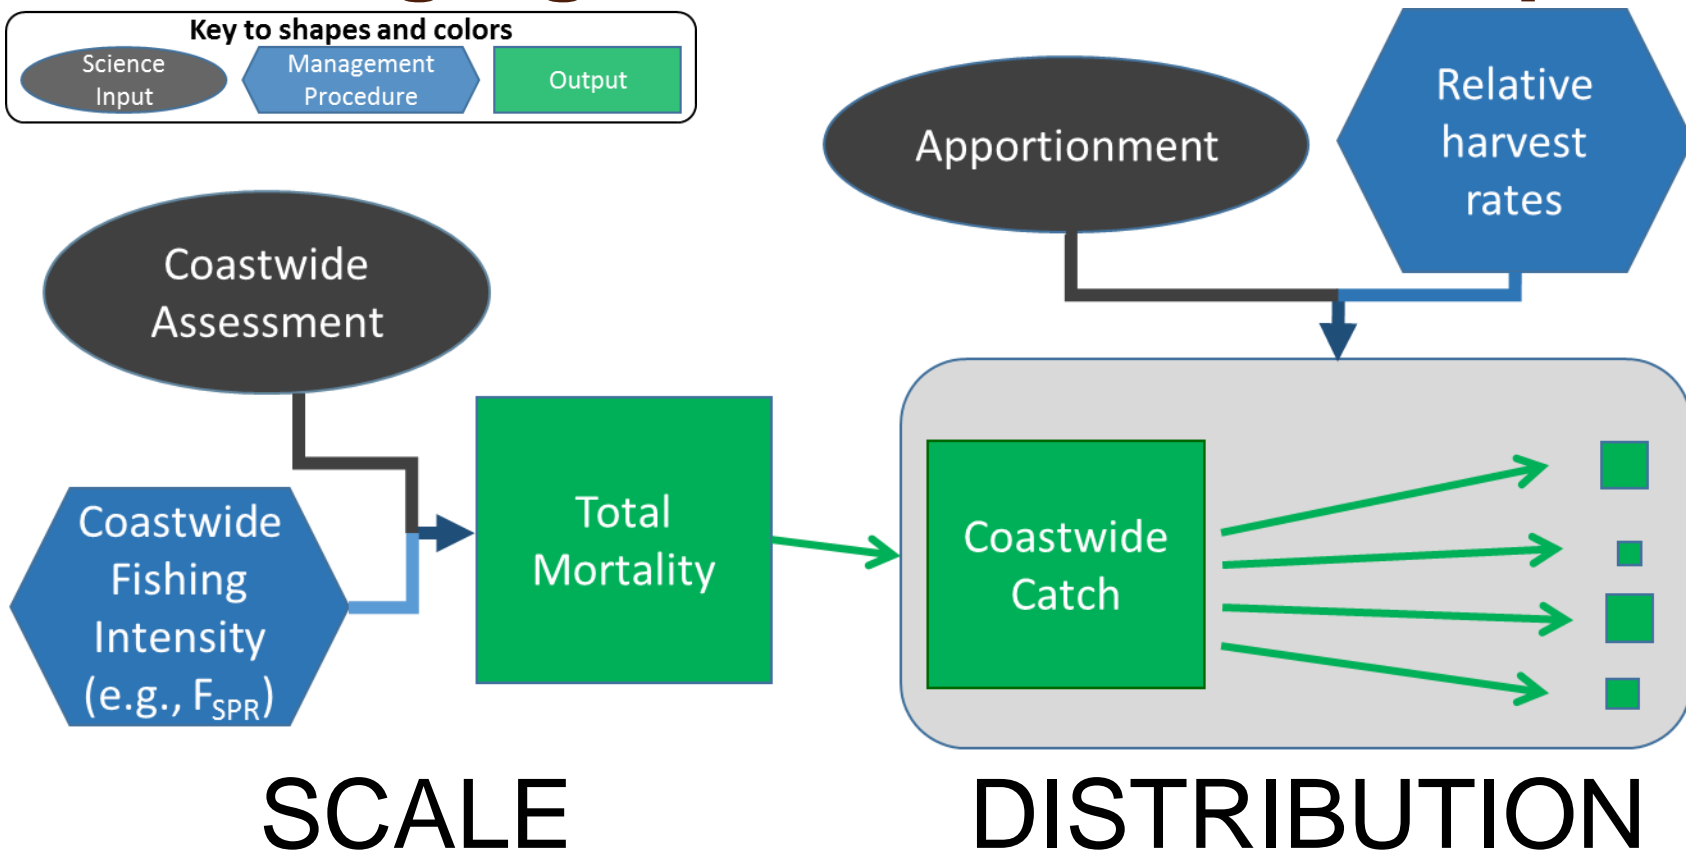 Key to shapes and colors
Science
Input
Management
Procedure
Output
Apportionment
Relative
harvest
rates
Coastwide
Assessment
Coastwide
Fishing
Intensity
(e.g., FSPR)
Total
Mortality
Coastwide
Catch
SCALE
DISTRIBUTION